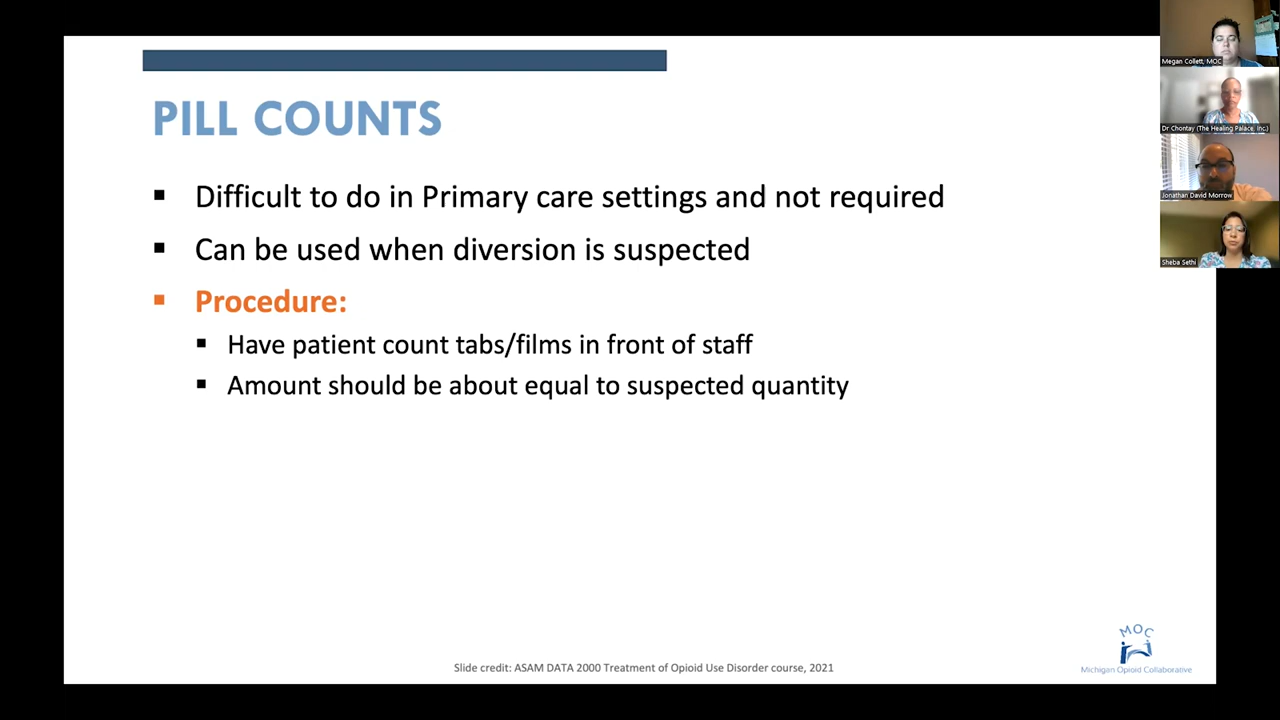 PILL COUNTS
Difficult to do in Primary care settings and not required
Can be used when diversion is suspected
Procedure:
Have patient count tabs/films in front of staff
Amount should be about equal to suspected quantity
Slide credit: ASAM DATA 2000 Treatment of Opioid Use Disorder course, 2021
MOC
Michigan Opioid Collaborative
Megan Collett, MOC
Dr Chontay (The Healing Palace, Inc.)
Jonathan David Morrow
Sheba Sethi